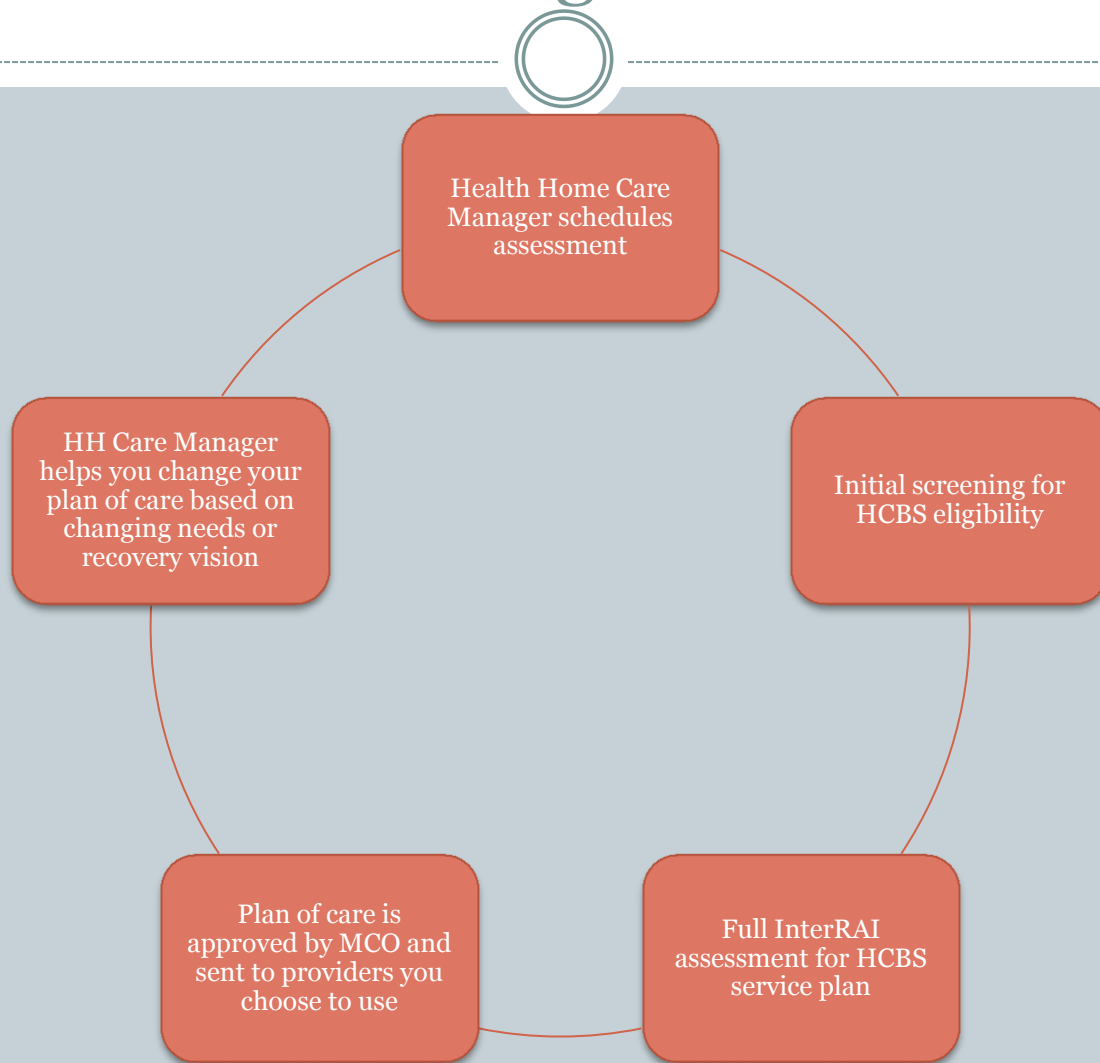 Health Home Care
Manager schedules
assessment
Initial screening for
HCBS eligibility
Full InterRAI
assessment for HCBS
service plan
Plan of care is
approved by MCO and
sent to providers you
choose to use
HH Care Manager
helps you change your
plan of care based on
changing needs or
recovery vision